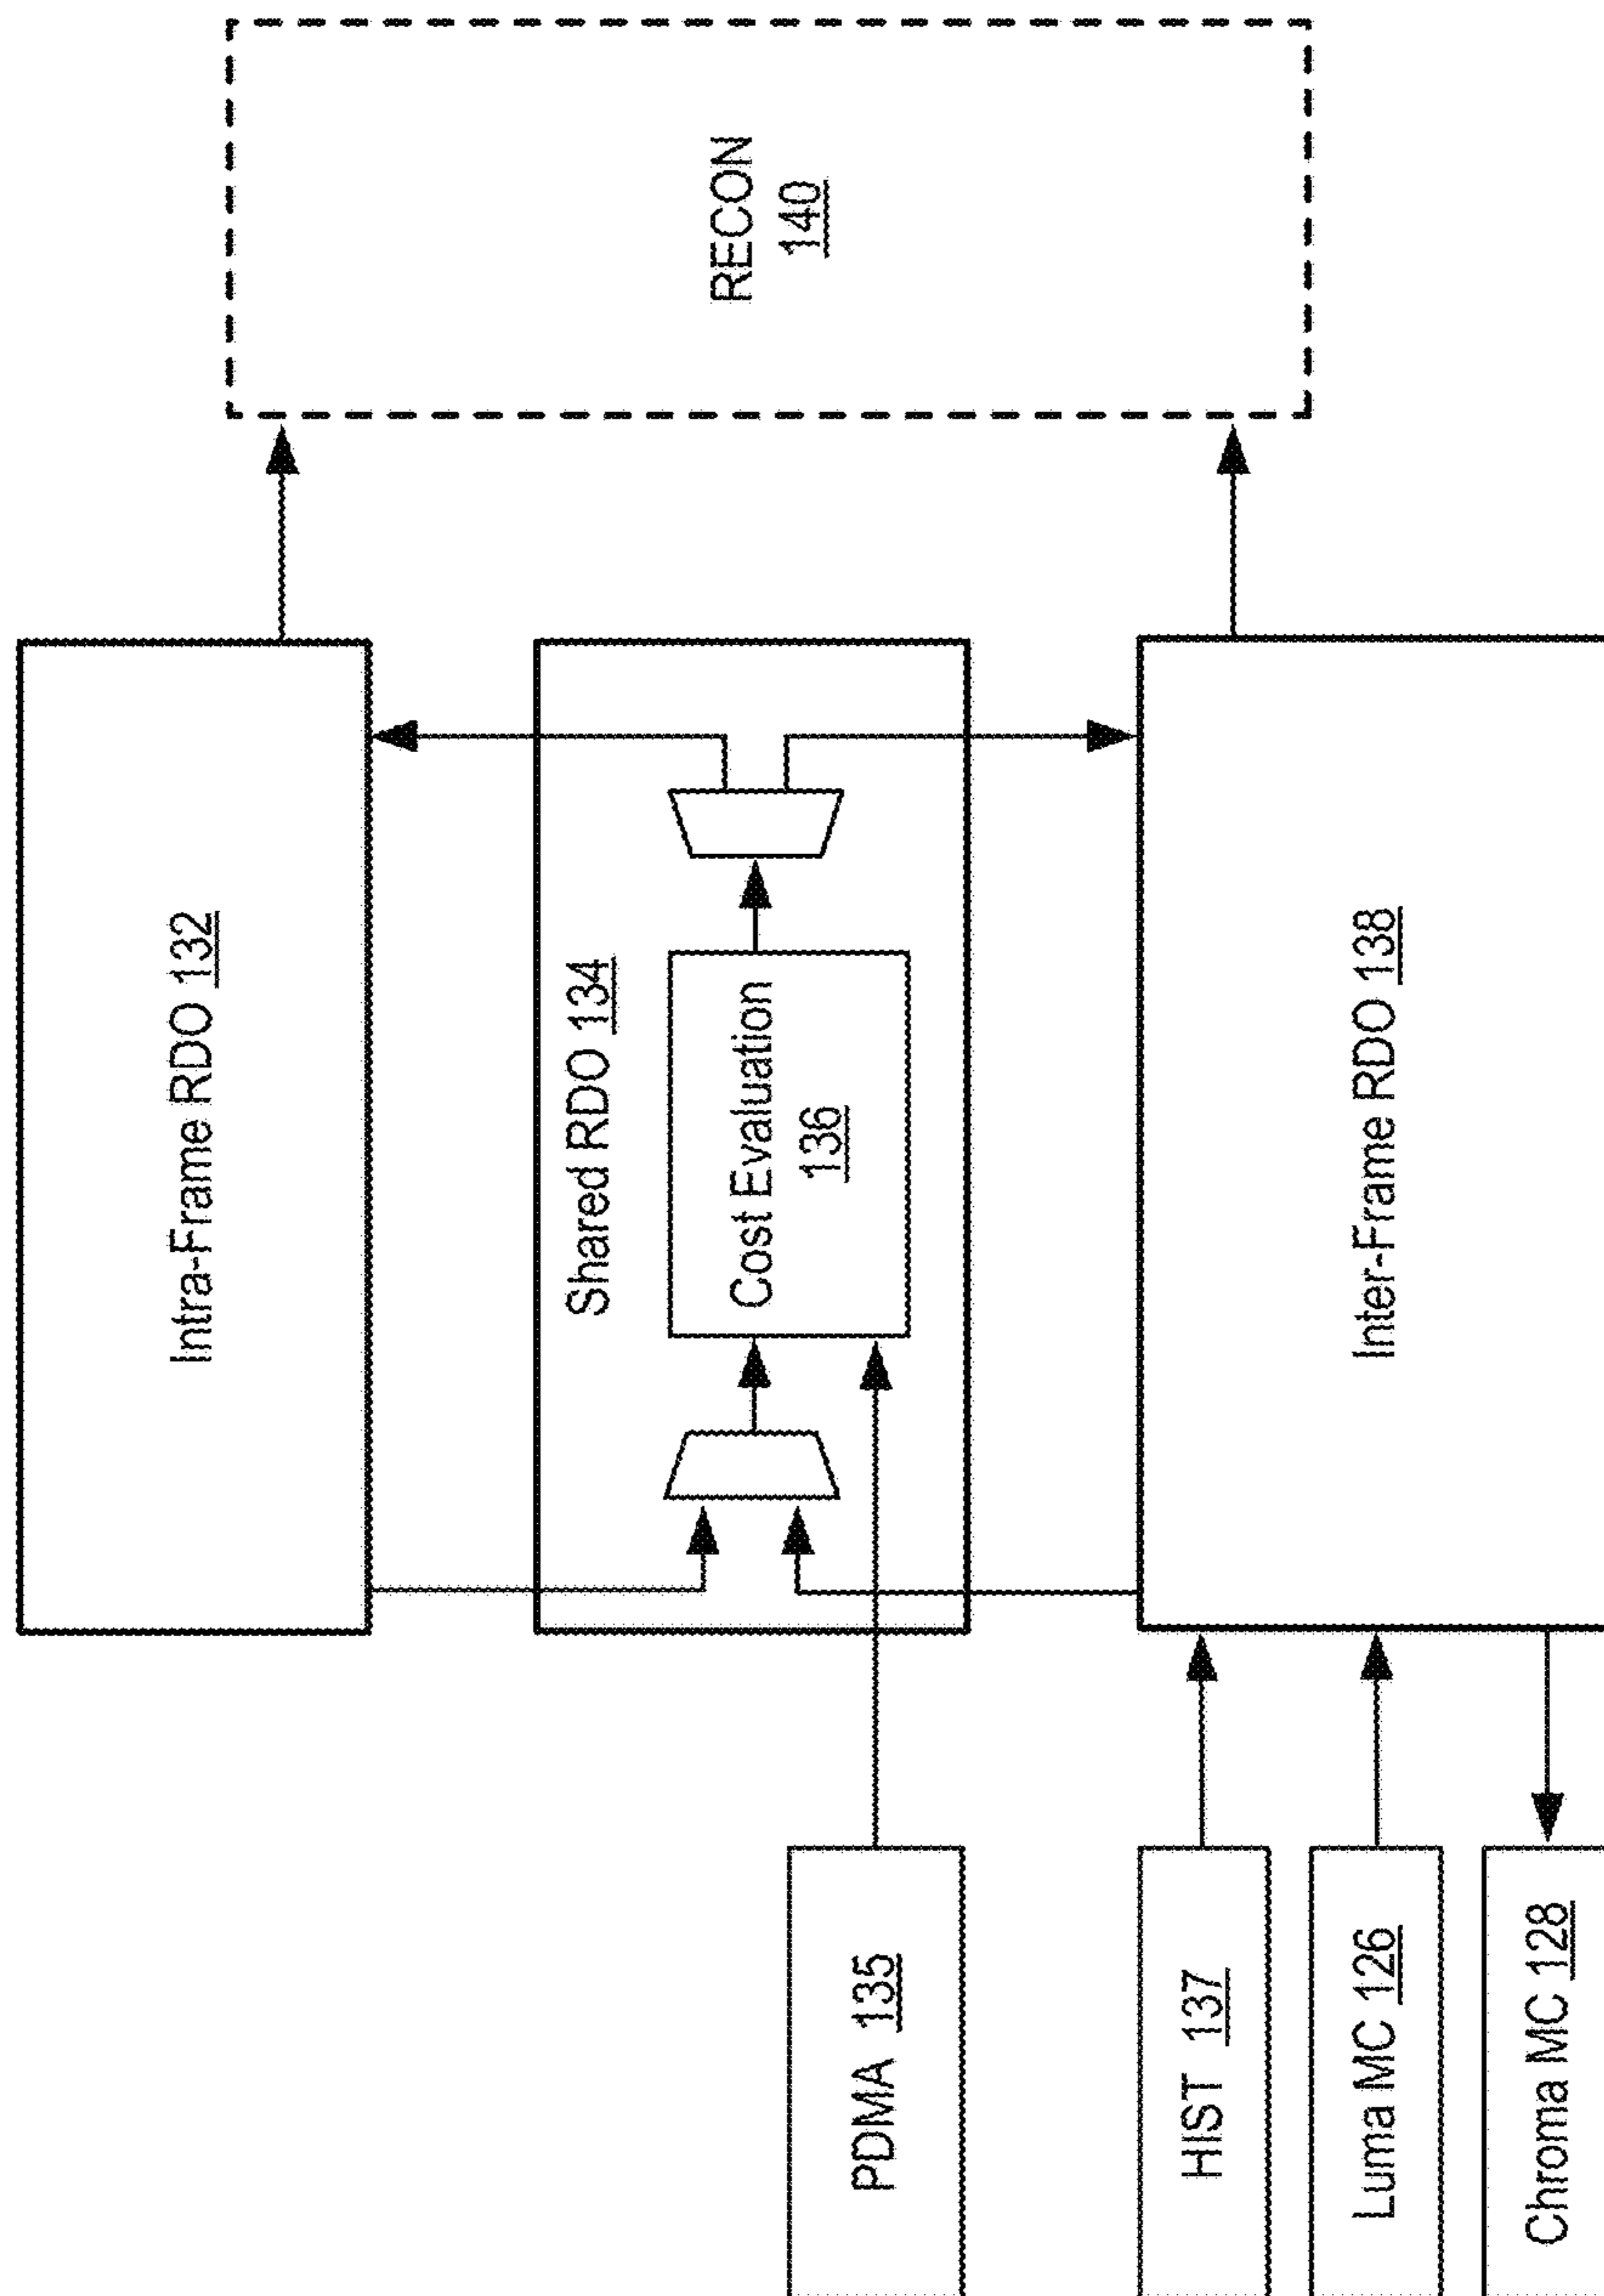 Intra-Frame RDO 132
Shared RDO 134
Cost Evaluation
136
RECON
140
PDMA 135
HIST 137
Inter-Frame RDO 138
Luma MC 126
Chroma MC 128